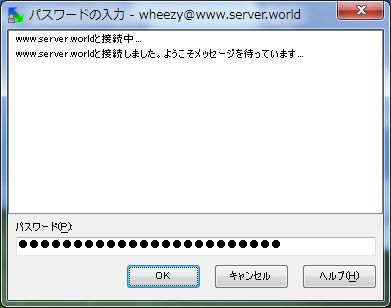 パスワードの入力 - wheezy@www.server.world
www.server.worldと接続中...
www.server.worldと接続しました。ようこそメッセージを待っています...
パスワード(P):
●●●●●●●●●●●●●●●●●●●●●●●●
OK
キャンセル
ヘルプ(H)